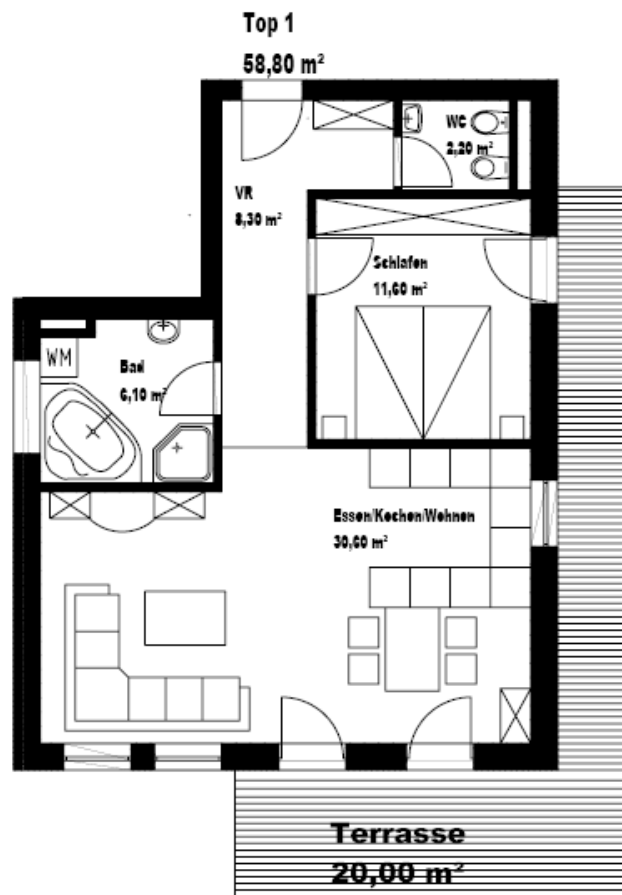 Top 1
58,80 m²
WC
2,20 m²
VR
8,30 m²
Schlafen
11,60 m²
WM
Bad
6,10 m²
Essen/Kochen/Wohnen
30,60 m²
Terrasse
20,00 m²